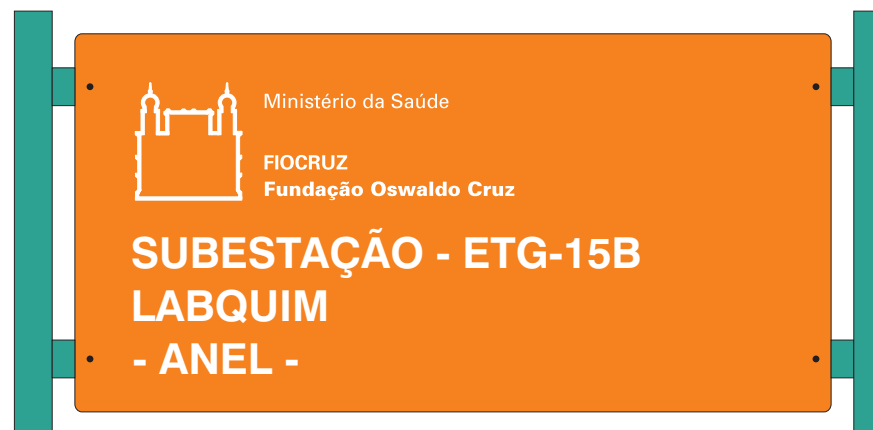 Ministério da Saúde
FIOCRUZ
Fundação Oswaldo Cruz
SUBESTAÇÃO - ETG-15B
LABQUIM
- ANEL -